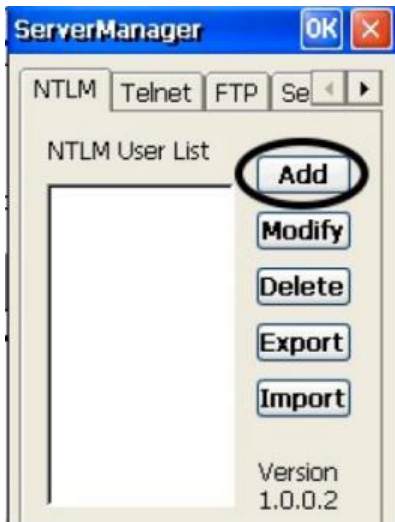 ServerManager OK
NTLM Telnet FTP Se
NTLM User List
Add
Modify
Delete
Export
Import
Version
1.0.0.2